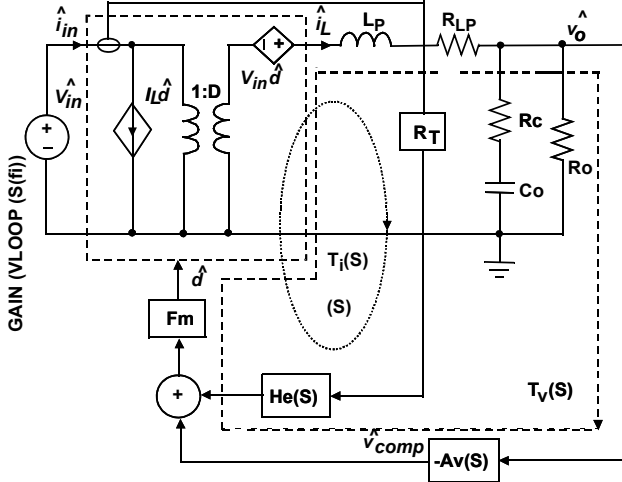 î_in
î_L
L_P
R_LP
v̂_o
V̂_in
I_L d̂
1:D
V_in d̂
+
−
R_T
Rc
Ro
Co
GAIN (VLOOP (S(fi))
T_i(S)
(S)
d̂
Fm
+
He(S)
T_V(S)
v̂_comp
-Av(S)